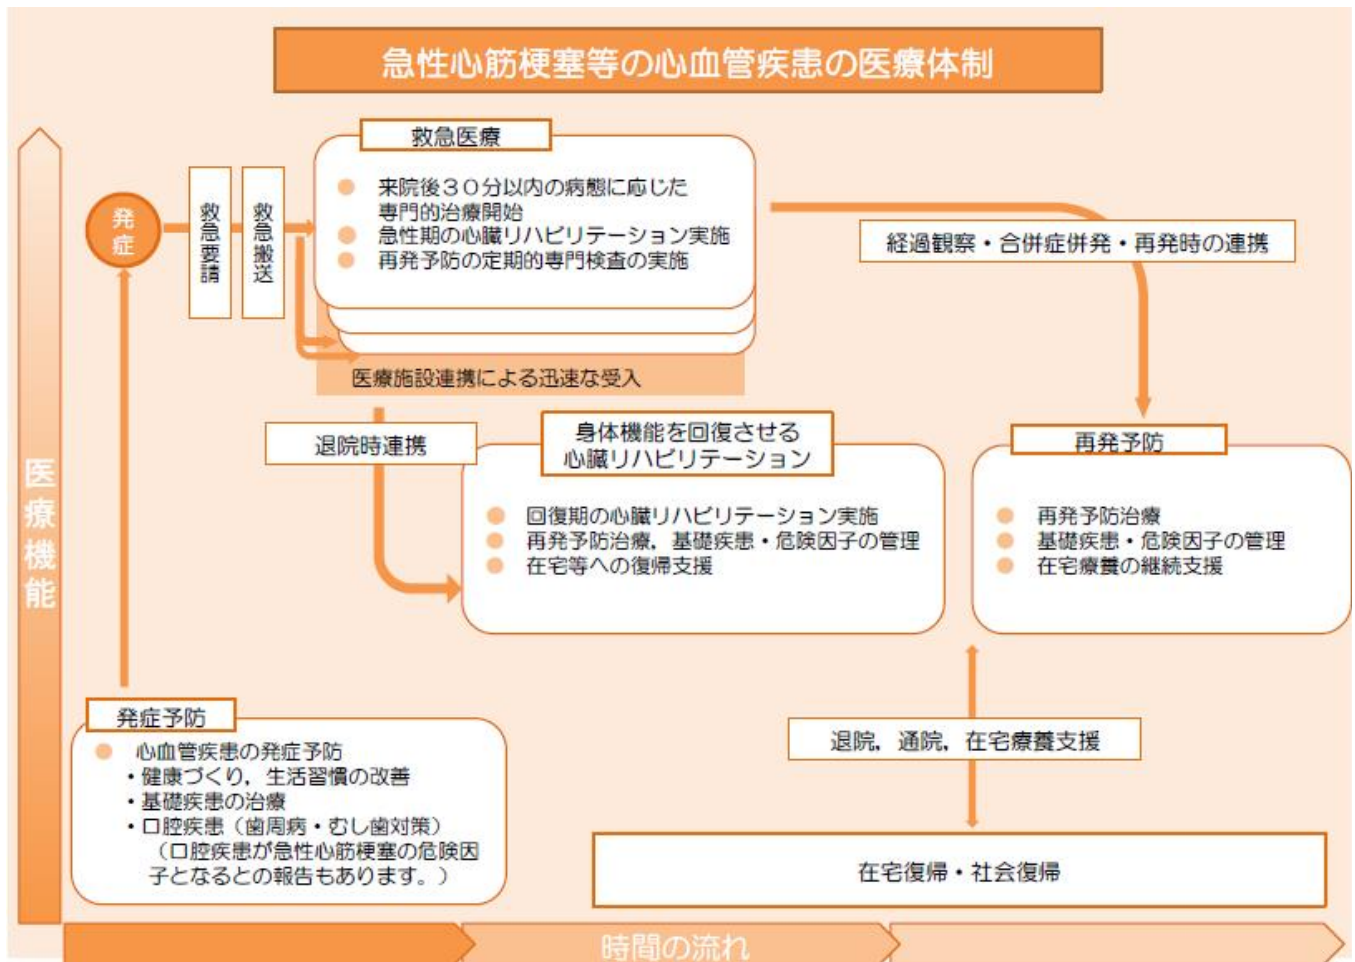 急性心筋梗塞等の心血管疾患の医療体制
医療機能
発症
救急要請
救急搬送
救急医療
● 来院後３０分以内の病態に応じた
専門的治療開始
● 急性期の心臓リハビリテーション実施
● 再発予防の定期的専門検査の実施
医療施設連携による迅速な受入
経過観察・合併症併発・再発時の連携
退院時連携
身体機能を回復させる
心臓リハビリテーション
● 回復期の心臓リハビリテーション実施
● 再発予防治療，基礎疾患・危険因子の管理
● 在宅等への復帰支援
再発予防
● 再発予防治療
● 基礎疾患・危険因子の管理
● 在宅療養の継続支援
発症予防
● 心血管疾患の発症予防
・健康づくり，生活習慣の改善
・基礎疾患の治療
・口腔疾患（歯周病・むし歯対策）
（口腔疾患が急性心筋梗塞の危険因
子となるとの報告もあります。）
退院，通院，在宅療養支援
在宅復帰・社会復帰
時間の流れ